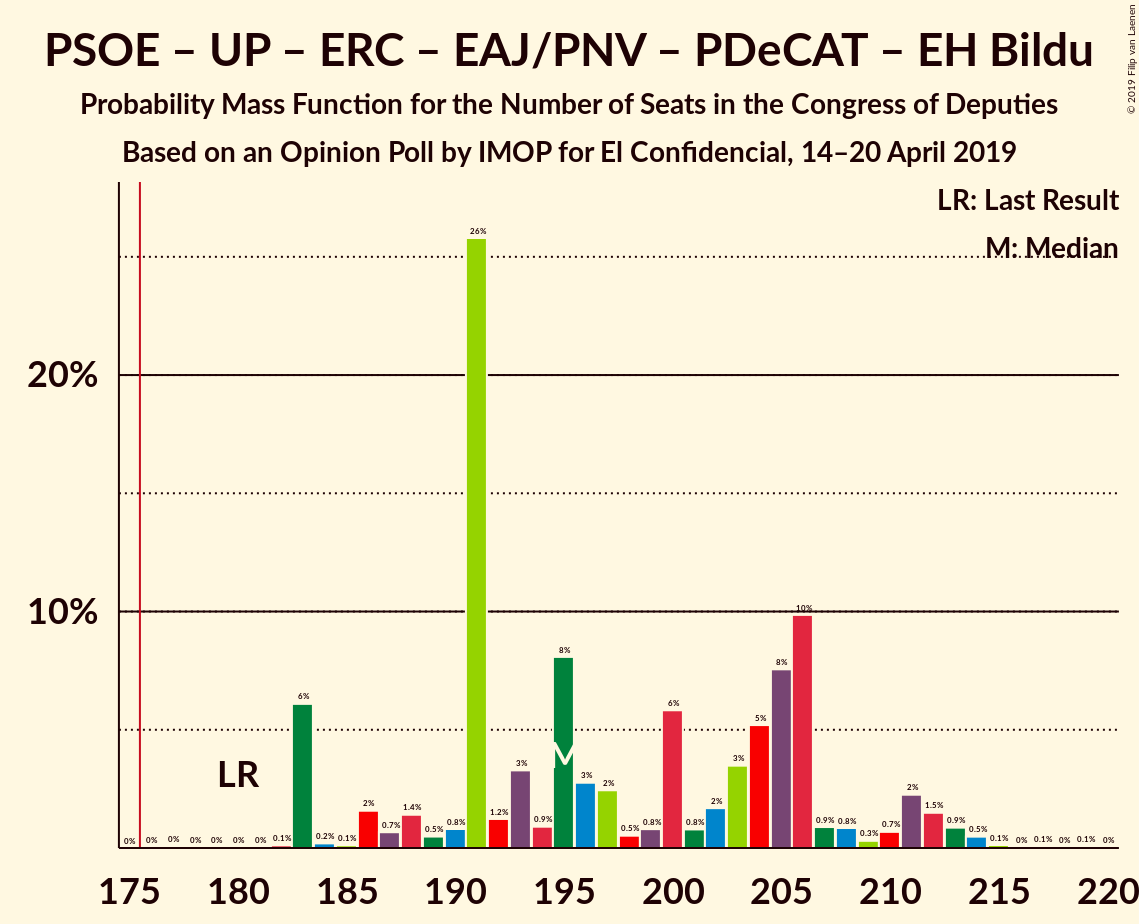 PSOE – UP – ERC – EAJ/PNV – PDeCAT – EH Bildu
Probability Mass Function for the Number of Seats in the Congress of Deputies
Based on an Opinion Poll by IMOP for El Confidencial, 14–20 April 2019
© 2019 Filip van Laenen
LR: Last Result
M: Median
20%
10%
LR
M
0% 0% 0% 0% 0% 0% 0% 0.1% 6% 0.2% 0.1% 2% 0.7% 1.4% 0.5% 0.8% 26% 1.2% 3% 0.9% 8% 3% 2% 0.5% 0.8% 6% 0.8% 2% 3% 5% 8% 10% 0.9% 0.8% 0.3% 0.7% 2% 1.5% 0.9% 0.5% 0.1% 0% 0.1% 0% 0.1% 0%
175 180 185 190 195 200 205 210 215 220